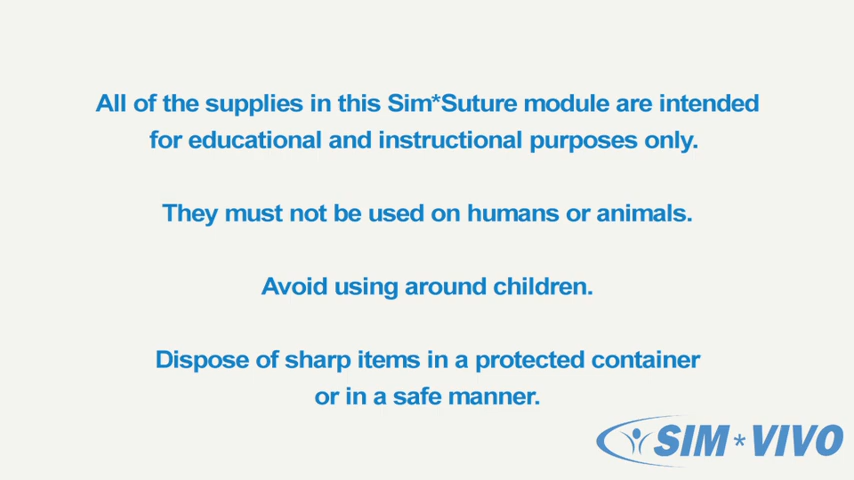 All of the supplies in this Sim*Suture module are intended
for educational and instructional purposes only.
They must not be used on humans or animals.
Avoid using around children.
Dispose of sharp items in a protected container
or in a safe manner.
SIM*VIVO